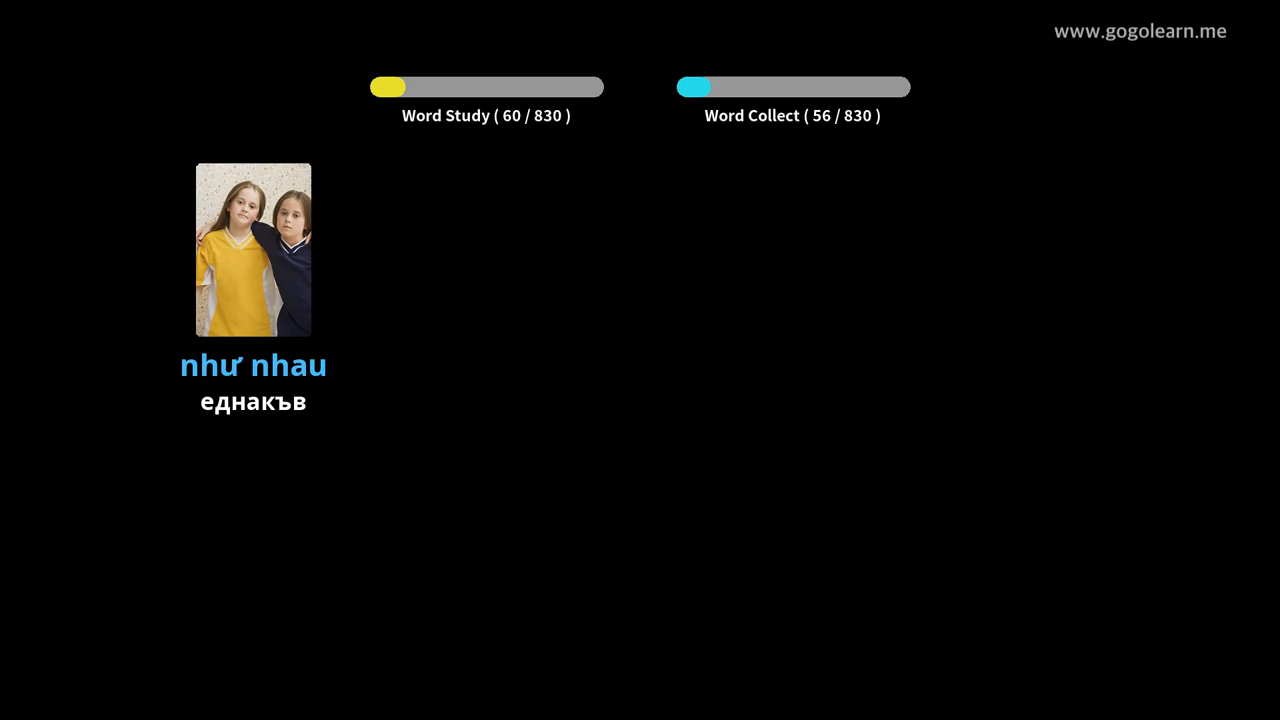 www.gogolearn.me
Word Study ( 60 / 830 )
Word Collect ( 56 / 830 )
như nhau
еднакъв